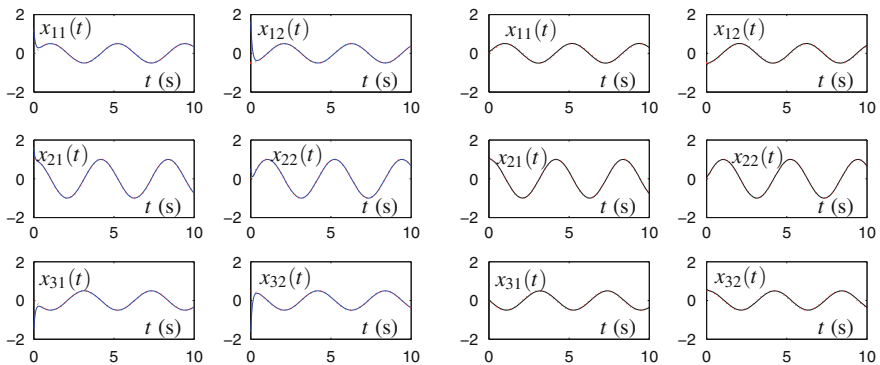 2 2 2 2
x₁₁(t) x₁₂(t) x₁₁(t) x₁₂(t)
0 0 0 0
t (s) t (s) t (s) t (s)
−2 −2 −2 −2
0 5 10 0 5 10 0 5 10 0 5 10
2 2 2 2
x₂₁(t) x₂₂(t) x₂₁(t) x₂₂(t)
0 0 0 0
t (s) t (s) t (s) t (s)
−2 −2 −2 −2
0 5 10 0 5 10 0 5 10 0 5 10
2 2 2 2
x₃₁(t) x₃₂(t) x₃₁(t) x₃₂(t)
0 0 0 0
t (s) t (s) t (s) t (s)
−2 −2 −2 −2
0 5 10 0 5 10 0 5 10 0 5 10